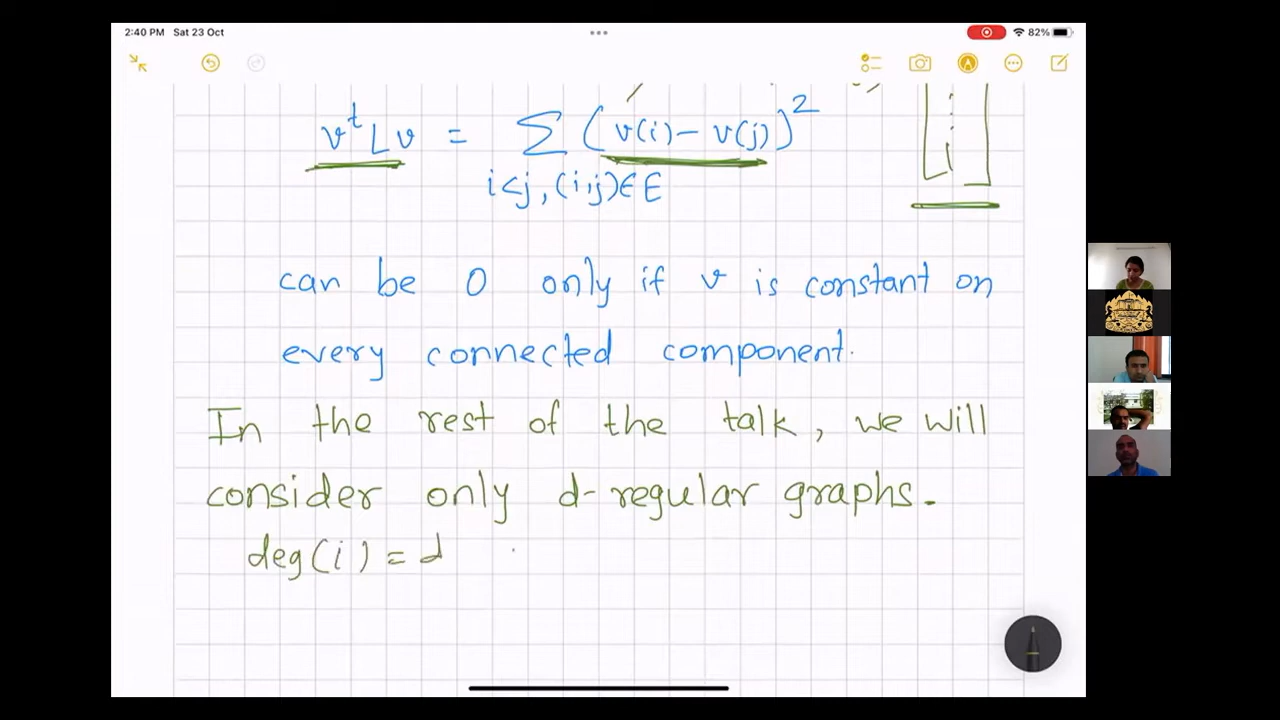 2:40 PM Sat 23 Oct
82%
v^t L v = ∑ (v(i) - v(j))^2
i<j, (i,j)∈E
can be 0 only if v is constant on
every connected component.
In the rest of the talk, we will
consider only d-regular graphs.
deg(i) = d